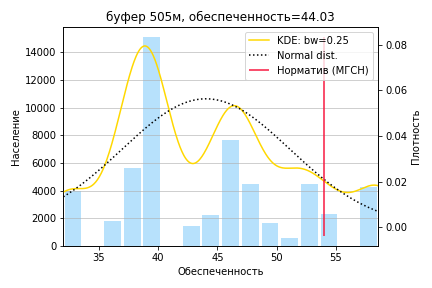 буфер 505м, обеспеченность=44.03
KDE: bw=0.25
Normal dist.
Норматив (МГСН)
14000
12000
10000
8000
6000
4000
2000
0
Население
0.08
0.06
0.04
0.02
0.00
Плотность
35 40 45 50 55
Обеспеченность